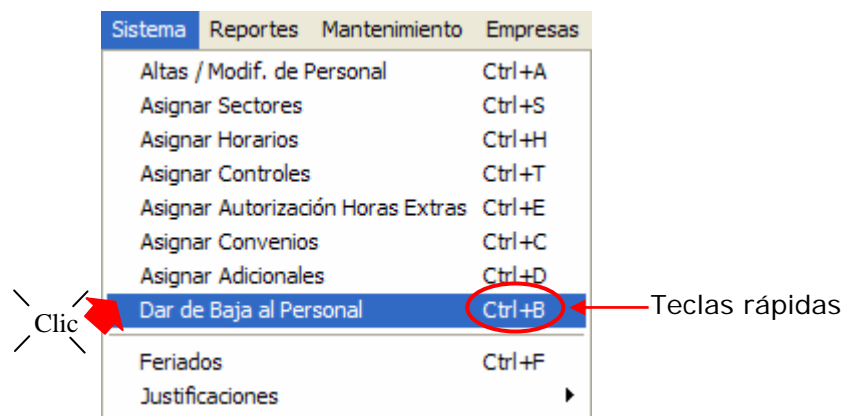 Sistema Reportes Mantenimiento Empresas
Altas / Modif. de Personal Ctrl+A
Asignar Sectores Ctrl+S
Asignar Horarios Ctrl+H
Asignar Controles Ctrl+T
Asignar Autorización Horas Extras Ctrl+E
Asignar Convenios Ctrl+C
Asignar Adicionales Ctrl+D
Clic Dar de Baja al Personal Ctrl+B Teclas rápidas
Feriados Ctrl+F
Justificaciones